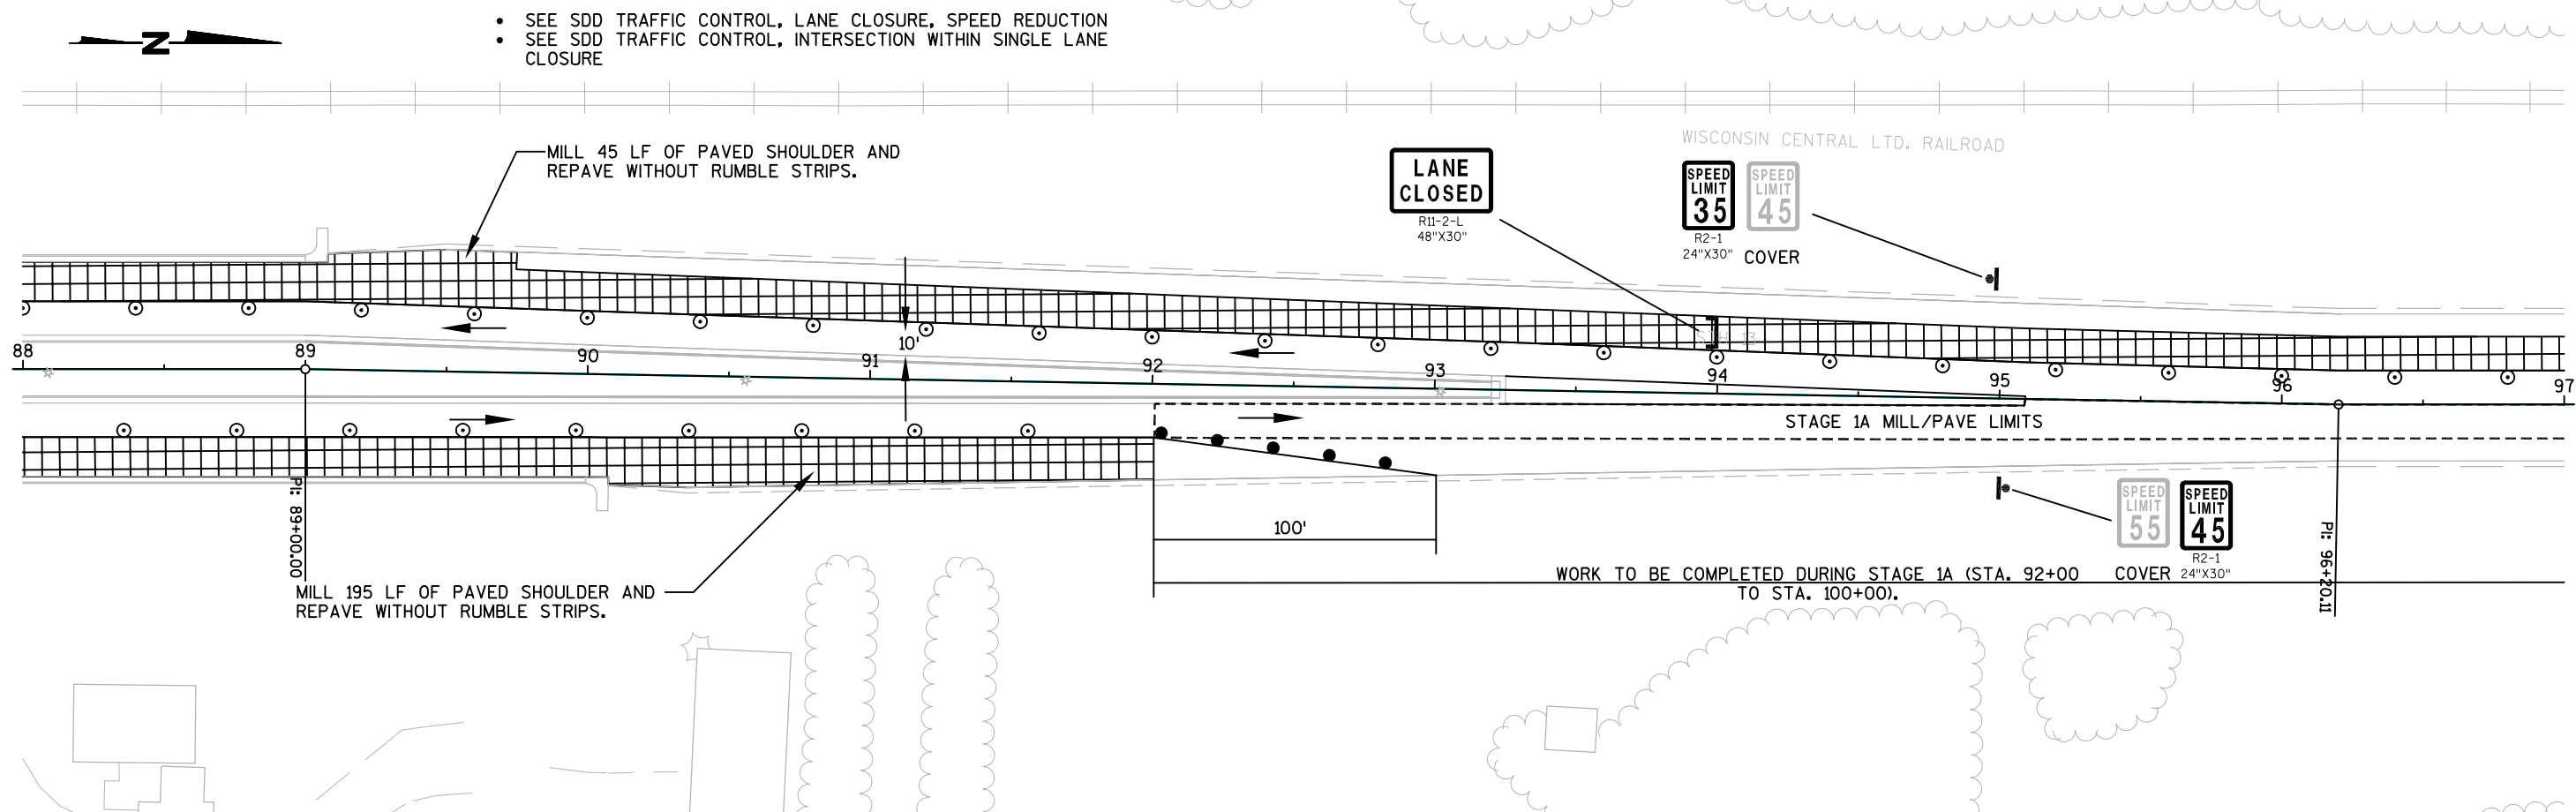 • SEE SDD TRAFFIC CONTROL, LANE CLOSURE, SPEED REDUCTION
• SEE SDD TRAFFIC CONTROL, INTERSECTION WITHIN SINGLE LANE
CLOSURE
N
WISCONSIN CENTRAL LTD. RAILROAD
MILL 45 LF OF PAVED SHOULDER AND
REPAVE WITHOUT RUMBLE STRIPS.
LANE
CLOSED
R11-2-L
48"X30"
SPEED
LIMIT
35
R2-1
24"X30"
SPEED
LIMIT
45
COVER
10'
88
89
90
91
92
93
94
95
96
97
STAGE 1A MILL/PAVE LIMITS
PI: 89+00.00
100'
SPEED
LIMIT
55
COVER
SPEED
LIMIT
45
R2-1
24"X30"
PI: 96+20.11
WORK TO BE COMPLETED DURING STAGE 1A (STA. 92+00
TO STA. 100+00).
MILL 195 LF OF PAVED SHOULDER AND
REPAVE WITHOUT RUMBLE STRIPS.